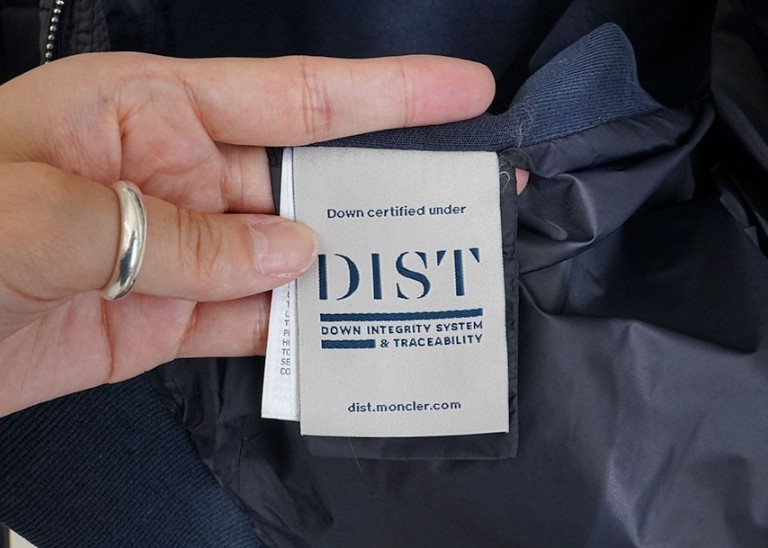 Down certified under
DIST
DOWN INTEGRITY SYSTEM
& TRACEABILITY
dist.moncler.com